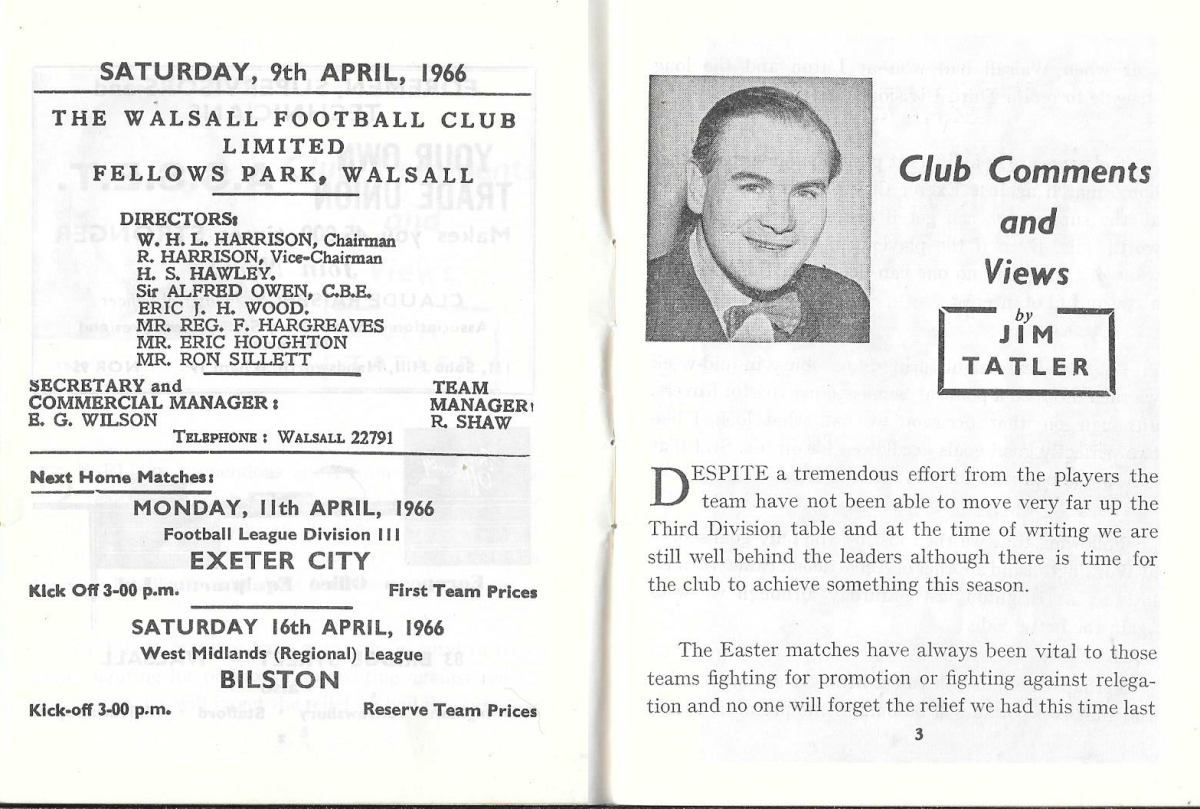 SATURDAY, 9th APRIL, 1966
THE WALSALL FOOTBALL CLUB
LIMITED
FELLOWS PARK, WALSALL
DIRECTORS:
W. H. L. HARRISON, Chairman
R. HARRISON, Vice-Chairman
H. S. HAWLEY.
Sir ALFRED OWEN, C.B.E.
ERIC J. H. WOOD.
MR. REG. F. HARGREAVES
MR. ERIC HOUGHTON
MR. RON SILLETT
SECRETARY and
COMMERCIAL MANAGER :
E. G. WILSON
TEAM
MANAGER:
R. SHAW
TELEPHONE : WALSALL 22791
Next Home Matches:
MONDAY, 11th APRIL, 1966
Football League Division III
EXETER CITY
Kick Off 3-00 p.m. First Team Prices
SATURDAY 16th APRIL, 1966
West Midlands (Regional) League
BILSTON
Kick-off 3-00 p.m. Reserve Team Prices
Club Comments
and
Views
by
JIM
TATLER
DESPITE a tremendous effort from the players the
team have not been able to move very far up the
Third Division table and at the time of writing we are
still well behind the leaders although there is time for
the club to achieve something this season.
The Easter matches have always been vital to those
teams fighting for promotion or fighting against relega-
tion and no one will forget the relief we had this time last
3